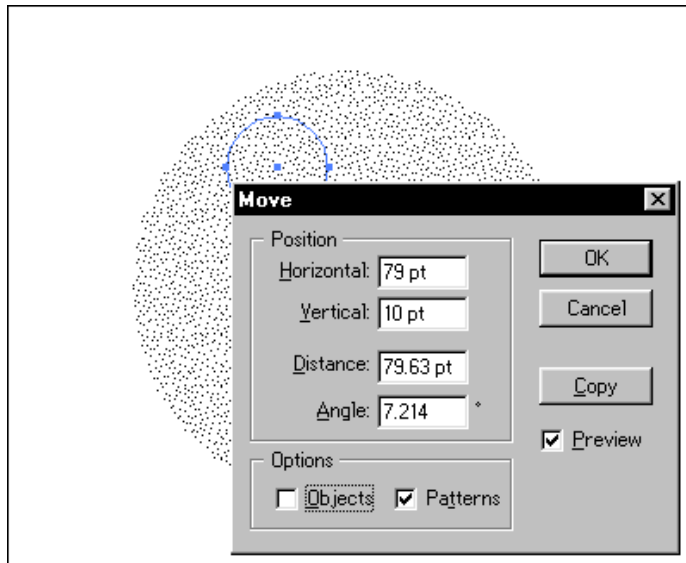 Move
Position
Horizontal: 79 pt
Vertical: 10 pt
Distance: 79.63 pt
Angle: 7.214 °
OK
Cancel
Copy
Preview
Options
Objects
Patterns